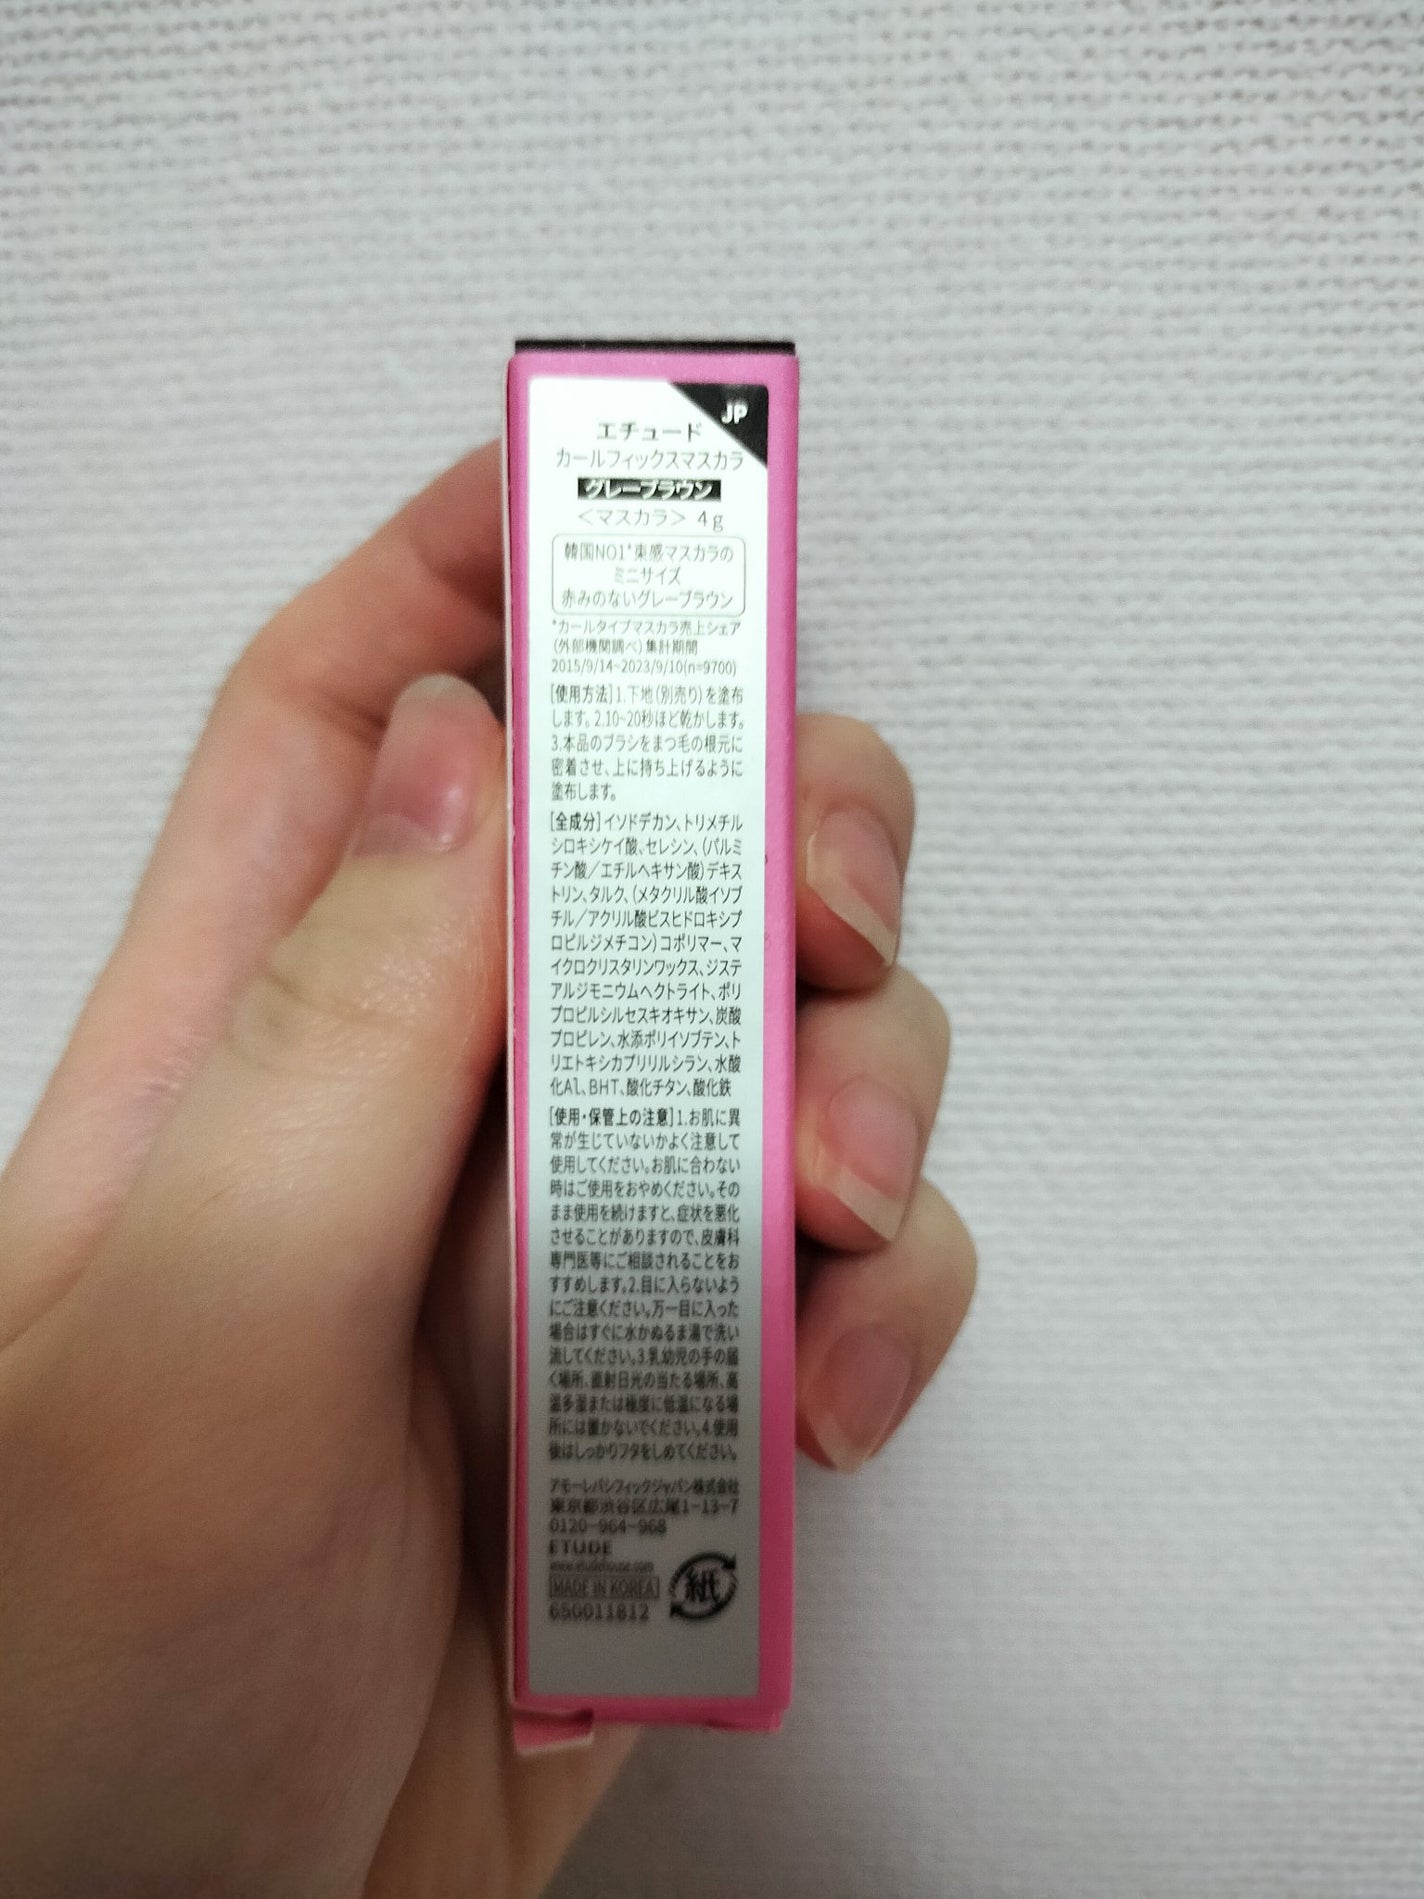 JP
エチュード
カールフィックスマスカラ
グレーブラウン
＜マスカラ＞ 4g
韓国NO1*束感マスカラの
ミニサイズ
赤みのないグレーブラウン
*カールタイプマスカラ売上シェア
(外部機関調べ)集計期間
2015/9/14~2023/9/10(n=9700)
[使用方法]1.下地(別売り)を塗布
します。2.10~20秒ほど乾かします。
3.本品のブラシをまつ毛の根元に
密着させ、上に持ち上げるように
塗布します。
[全成分]イソドデカン、トリメチル
シロキシケイ酸、セレシン、(パルミ
チン酸／エチルヘキサン酸)デキス
トリン、タルク、(メタクリル酸イソブ
チル／アクリル酸ビスヒドロキシプ
ロピルジメチコン)コポリマー、マ
イクロクリスタリンワックス、ジステ
アルジモニウムヘクトライト、ポリ
プロピルシルセスキオキサン、炭酸
プロピレン、水添ポリイソブテン、ト
リエトキシカプリリルシラン、水酸
化Al、BHT、酸化チタン、酸化鉄
[使用・保管上の注意]1.お肌に異
常が生じていないかよく注意して
使用してください。お肌に合わない
時はご使用をおやめください。その
まま使用を続けますと、症状を悪化
させることがありますので、皮膚科
専門医等にご相談されることをお
すすめします。2.目に入らないよう
にご注意ください。万一目に入った
場合はすぐに水かぬるま湯で洗い
流してください。3.乳幼児の手の届
く場所、直射日光の当たる場所、高
温多湿または極度に低温になる場
所には置かないでください。4.使用
後はしっかりフタをしめてください。
アモーレパシフィックジャパン株式会社
東京都渋谷区広尾1-13-7
0120-964-968
ETUDE
www.etudehouse.com
MADE IN KOREA
650011812
紙